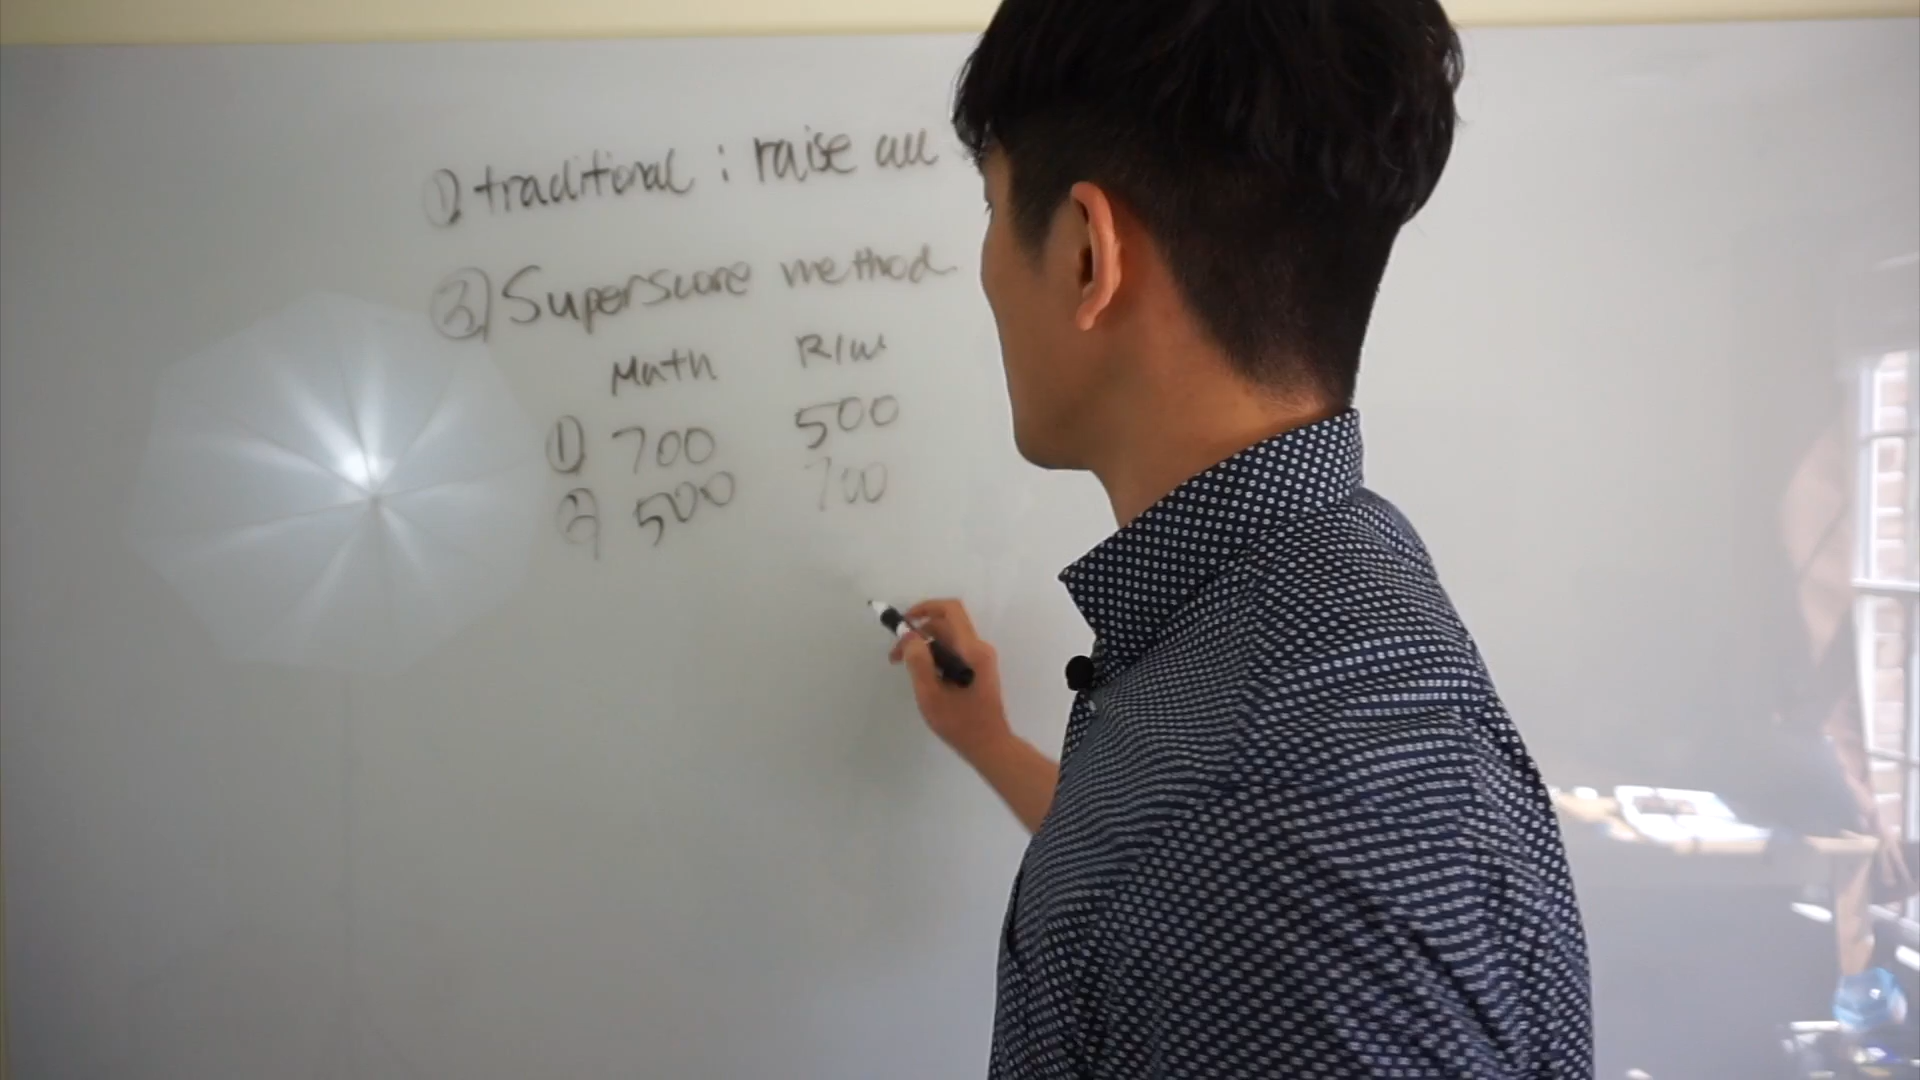 ① traditional : raise all
② Superscore method
Math R/W
① 700 500
② 500 700